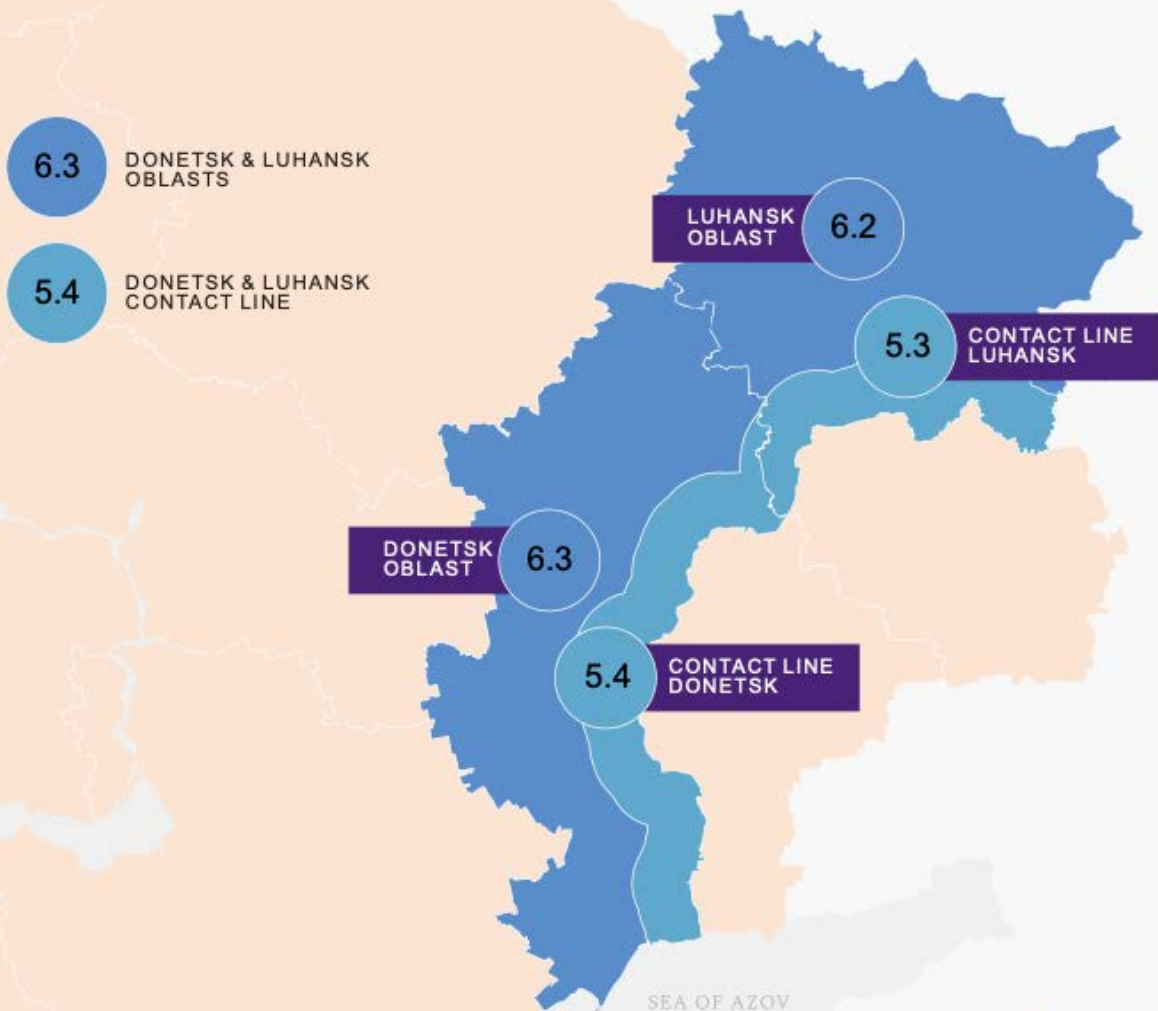 6.3
DONETSK & LUHANSK
OBLASTS
5.4
DONETSK & LUHANSK
CONTACT LINE
LUHANSK
OBLAST
6.2
5.3
CONTACT LINE
LUHANSK
DONETSK
OBLAST
6.3
5.4
CONTACT LINE
DONETSK
SEA OF AZOV